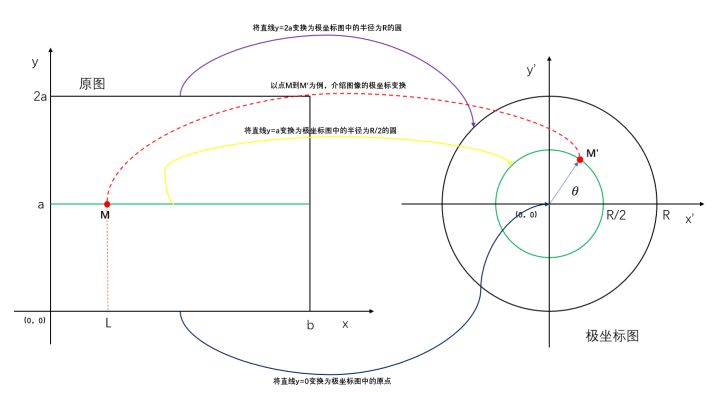 将直线y=2a变换为极坐标图中的半径为R的圆
y
原图
y'
2a
以点M到M'为例，介绍图像的极坐标变换
将直线y=a变换为极坐标图中的半径为R/2的圆
M'
θ
a
M
(0, 0)
R/2
R
x'
(0, 0)
L
b
x
极坐标图
将直线y=0变换为极坐标图中的原点